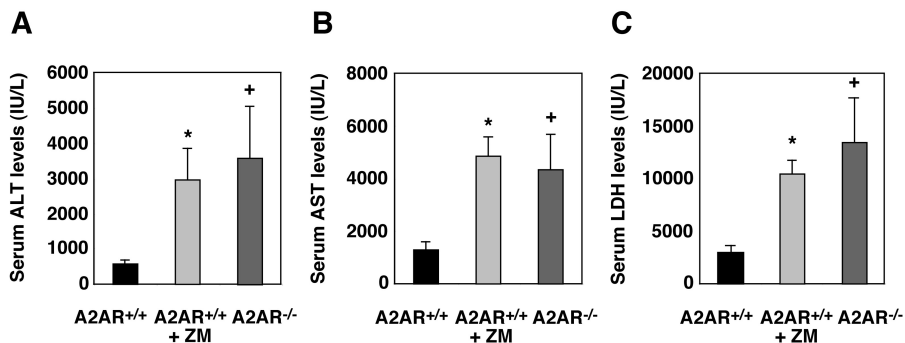 A
Serum ALT levels (IU/L)
6000
5000
4000
3000
2000
1000
0
*
+
A2AR+/+ A2AR+/+ A2AR-/-
+ ZM
B
Serum AST levels (IU/L)
8000
6000
4000
2000
0
*
+
A2AR+/+ A2AR+/+ A2AR-/-
+ ZM
C
Serum LDH levels (IU/L)
20000
15000
10000
5000
0
*
+
A2AR+/+ A2AR+/+ A2AR-/-
+ ZM